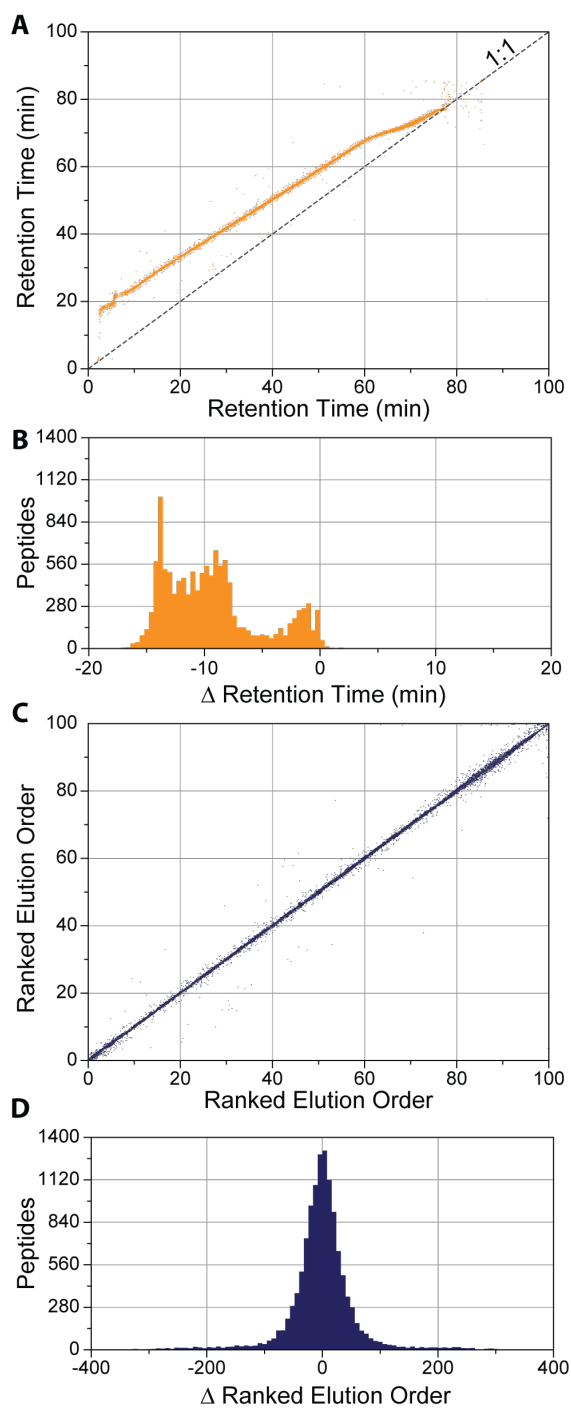 A
100
80
60
40
20
0
Retention Time (min)
1:1
0 20 40 60 80 100
Retention Time (min)
B
1400
1120
840
560
280
0
Peptides
-20 -10 0 10 20
Δ Retention Time (min)
C
100
80
60
40
20
0
Ranked Elution Order
0 20 40 60 80 100
Ranked Elution Order
D
1400
1120
840
560
280
0
Peptides
-400 -200 0 200 400
Δ Ranked Elution Order